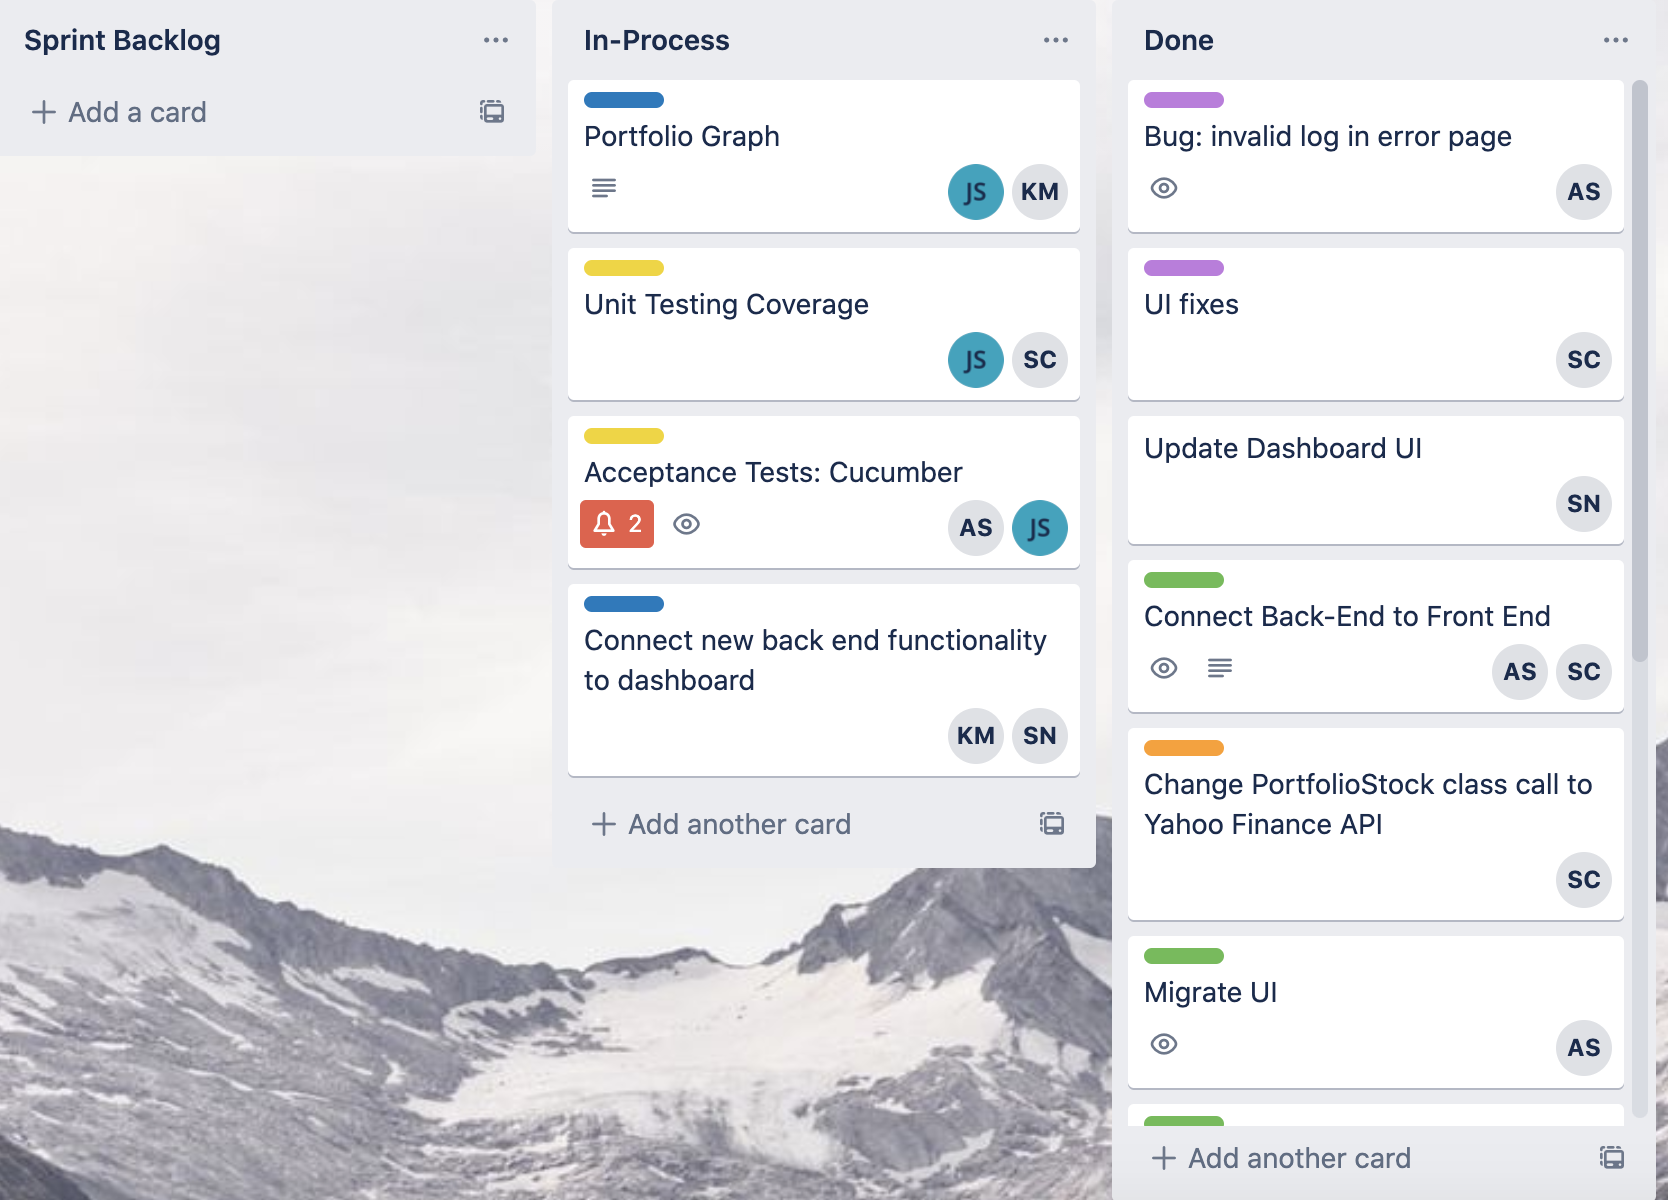 Sprint Backlog
Add a card
In-Process
Portfolio Graph
JS KM
Unit Testing Coverage
JS SC
Acceptance Tests: Cucumber
2
AS JS
Connect new back end functionality
to dashboard
KM SN
Add another card
Done
Bug: invalid log in error page
AS
UI fixes
SC
Update Dashboard UI
SN
Connect Back-End to Front End
AS SC
Change PortfolioStock class call to
Yahoo Finance API
SC
Migrate UI
AS
Add another card